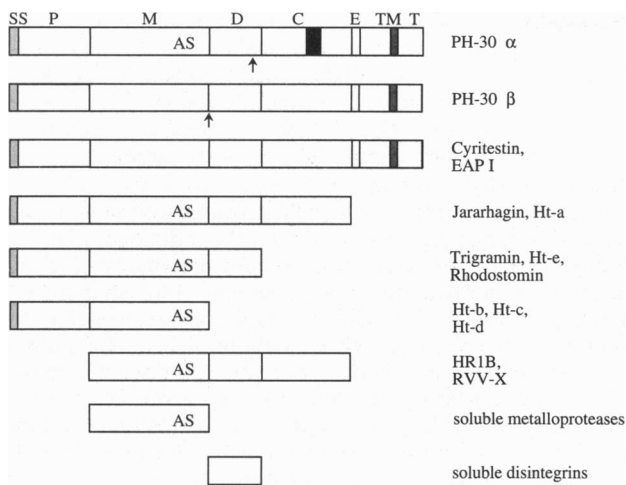 SS P M D C E TM T
AS PH-30 α
PH-30 β
Cyritestin,
EAP I
AS Jararhagin, Ht-a
AS Trigramin, Ht-e,
Rhodostomin
AS Ht-b, Ht-c,
Ht-d
AS HR1B,
RVV-X
AS soluble metalloproteases
soluble disintegrins